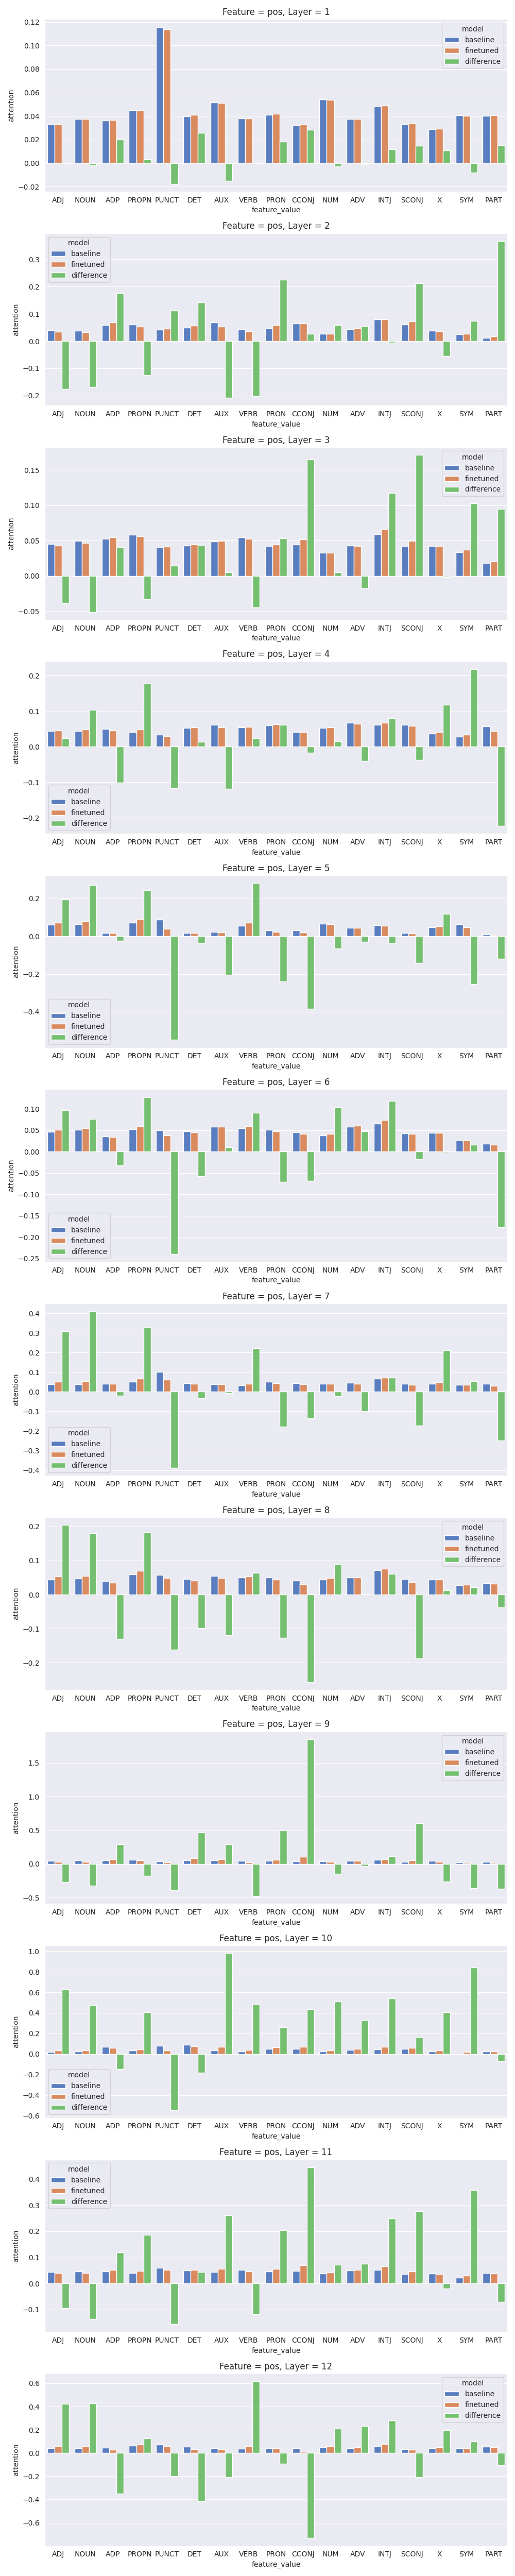 Feature = pos, Layer = 1
0.12
0.10
0.08
0.06
0.04
0.02
0.00
−0.02
attention
model
baseline
finetuned
difference
ADJ NOUN ADP PROPN PUNCT DET AUX VERB PRON CCONJ NUM ADV INTJ SCONJ X SYM PART
feature_value
Feature = pos, Layer = 2
0.3
0.2
0.1
0.0
−0.1
−0.2
attention
model
baseline
finetuned
difference
ADJ NOUN ADP PROPN PUNCT DET AUX VERB PRON CCONJ NUM ADV INTJ SCONJ X SYM PART
feature_value
Feature = pos, Layer = 3
0.15
0.10
0.05
0.00
−0.05
attention
model
baseline
finetuned
difference
ADJ NOUN ADP PROPN PUNCT DET AUX VERB PRON CCONJ NUM ADV INTJ SCONJ X SYM PART
feature_value
Feature = pos, Layer = 4
0.2
0.1
0.0
−0.1
−0.2
attention
model
baseline
finetuned
difference
ADJ NOUN ADP PROPN PUNCT DET AUX VERB PRON CCONJ NUM ADV INTJ SCONJ X SYM PART
feature_value
Feature = pos, Layer = 5
0.2
0.0
−0.2
−0.4
attention
model
baseline
finetuned
difference
ADJ NOUN ADP PROPN PUNCT DET AUX VERB PRON CCONJ NUM ADV INTJ SCONJ X SYM PART
feature_value
Feature = pos, Layer = 6
0.10
0.05
0.00
−0.05
−0.10
−0.15
−0.20
−0.25
attention
model
baseline
finetuned
difference
ADJ NOUN ADP PROPN PUNCT DET AUX VERB PRON CCONJ NUM ADV INTJ SCONJ X SYM PART
feature_value
Feature = pos, Layer = 7
0.4
0.3
0.2
0.1
0.0
−0.1
−0.2
−0.3
−0.4
attention
model
baseline
finetuned
difference
ADJ NOUN ADP PROPN PUNCT DET AUX VERB PRON CCONJ NUM ADV INTJ SCONJ X SYM PART
feature_value
Feature = pos, Layer = 8
0.2
0.1
0.0
−0.1
−0.2
attention
model
baseline
finetuned
difference
ADJ NOUN ADP PROPN PUNCT DET AUX VERB PRON CCONJ NUM ADV INTJ SCONJ X SYM PART
feature_value
Feature = pos, Layer = 9
1.5
1.0
0.5
0.0
−0.5
attention
model
baseline
finetuned
difference
ADJ NOUN ADP PROPN PUNCT DET AUX VERB PRON CCONJ NUM ADV INTJ SCONJ X SYM PART
feature_value
Feature = pos, Layer = 10
1.0
0.8
0.6
0.4
0.2
0.0
−0.2
−0.4
−0.6
attention
model
baseline
finetuned
difference
ADJ NOUN ADP PROPN PUNCT DET AUX VERB PRON CCONJ NUM ADV INTJ SCONJ X SYM PART
feature_value
Feature = pos, Layer = 11
0.4
0.3
0.2
0.1
0.0
−0.1
attention
model
baseline
finetuned
difference
ADJ NOUN ADP PROPN PUNCT DET AUX VERB PRON CCONJ NUM ADV INTJ SCONJ X SYM PART
feature_value
Feature = pos, Layer = 12
0.6
0.4
0.2
0.0
−0.2
−0.4
−0.6
attention
model
baseline
finetuned
difference
ADJ NOUN ADP PROPN PUNCT DET AUX VERB PRON CCONJ NUM ADV INTJ SCONJ X SYM PART
feature_value